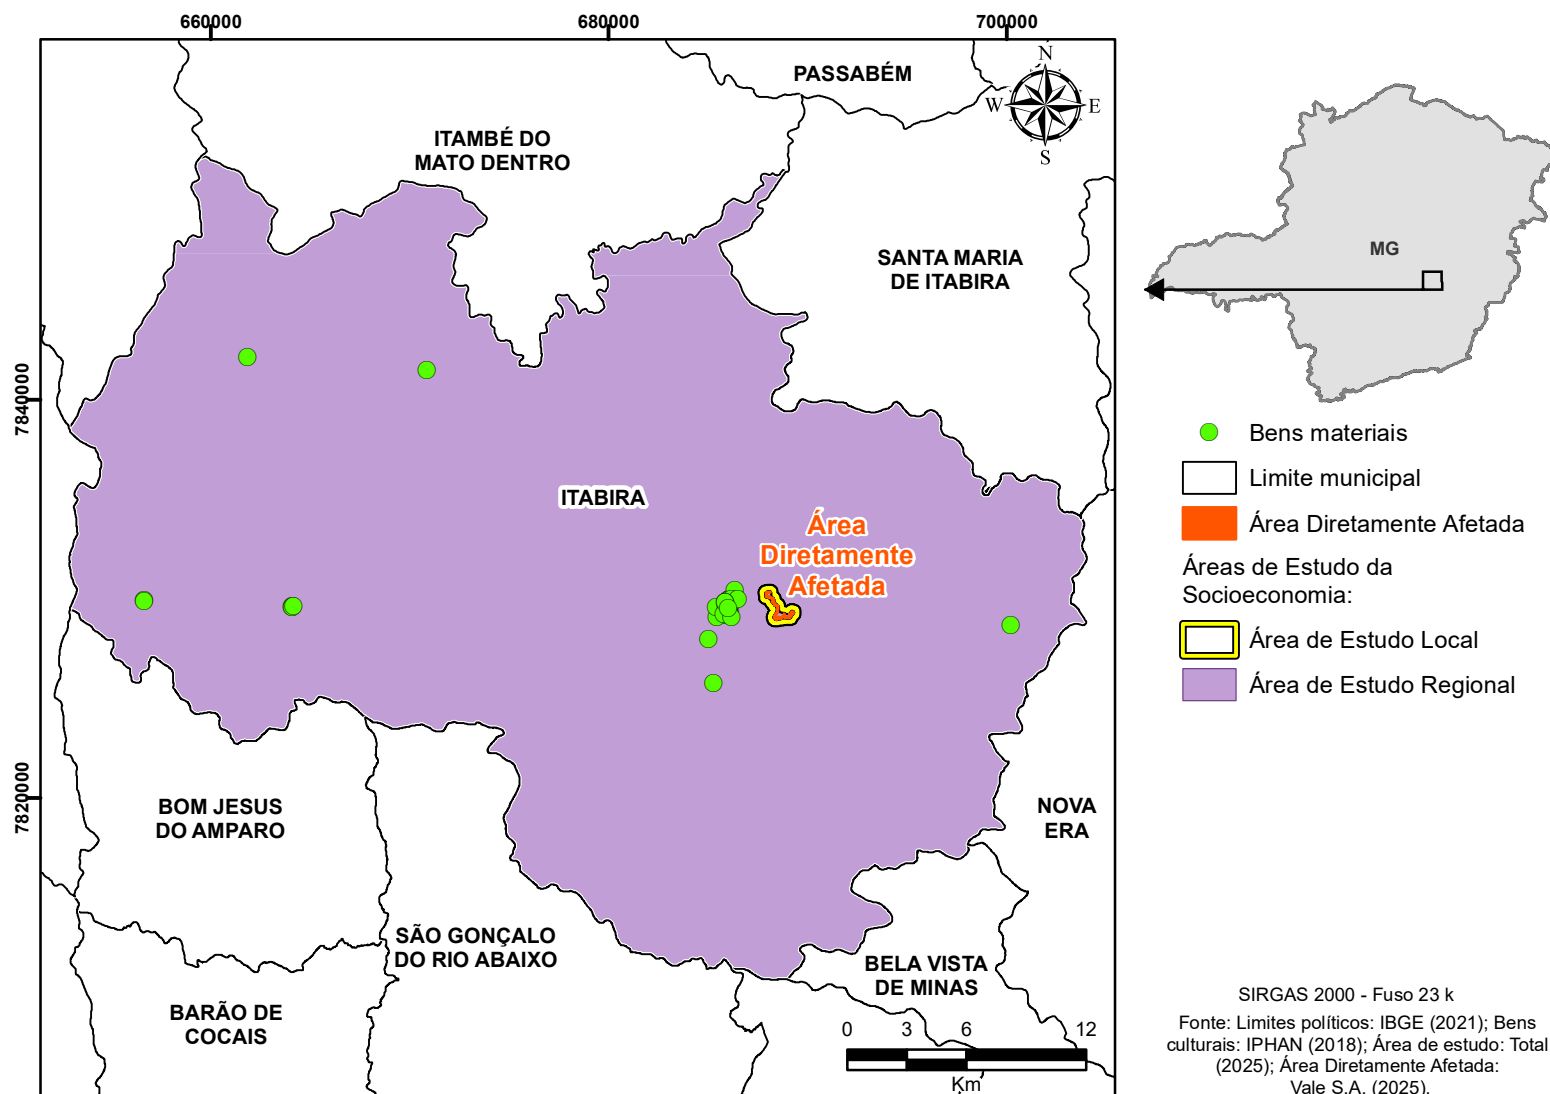 660000
680000
700000
7840000
7820000
N
W
E
S
PASSABÉM
ITAMBÉ DO
MATO DENTRO
SANTA MARIA
DE ITABIRA
ITABIRA
Área
Diretamente
Afetada
BOM JESUS
DO AMPARO
NOVA
ERA
SÃO GONÇALO
DO RIO ABAIXO
BELA VISTA
DE MINAS
BARÃO DE
COCAIS
0 3 6 12
Km
MG
Bens materiais
Limite municipal
Área Diretamente Afetada
Áreas de Estudo da
Socioeconomia:
Área de Estudo Local
Área de Estudo Regional
SIRGAS 2000 - Fuso 23 k
Fonte: Limites políticos: IBGE (2021); Bens
culturais: IPHAN (2018); Área de estudo: Total
(2025); Área Diretamente Afetada:
Vale S.A. (2025).